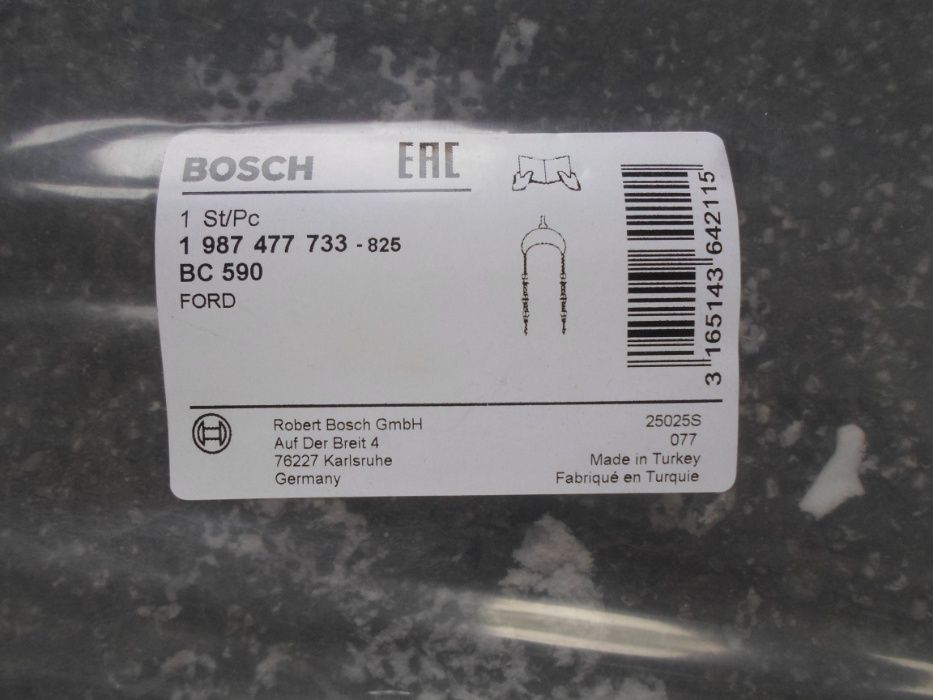 BOSCH
EAC
1 St/Pc
1 987 477 733 - 825
BC 590
FORD
3 165143 642115
Robert Bosch GmbH
Auf Der Breit 4
76227 Karlsruhe
Germany
25025S
077
Made in Turkey
Fabriqué en Turquie